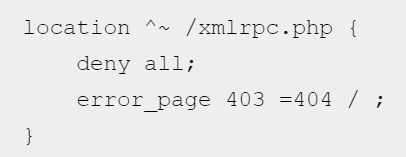 location ^~ /xmlrpc.php {
    deny all;
    error_page 403 =404 / ;
}